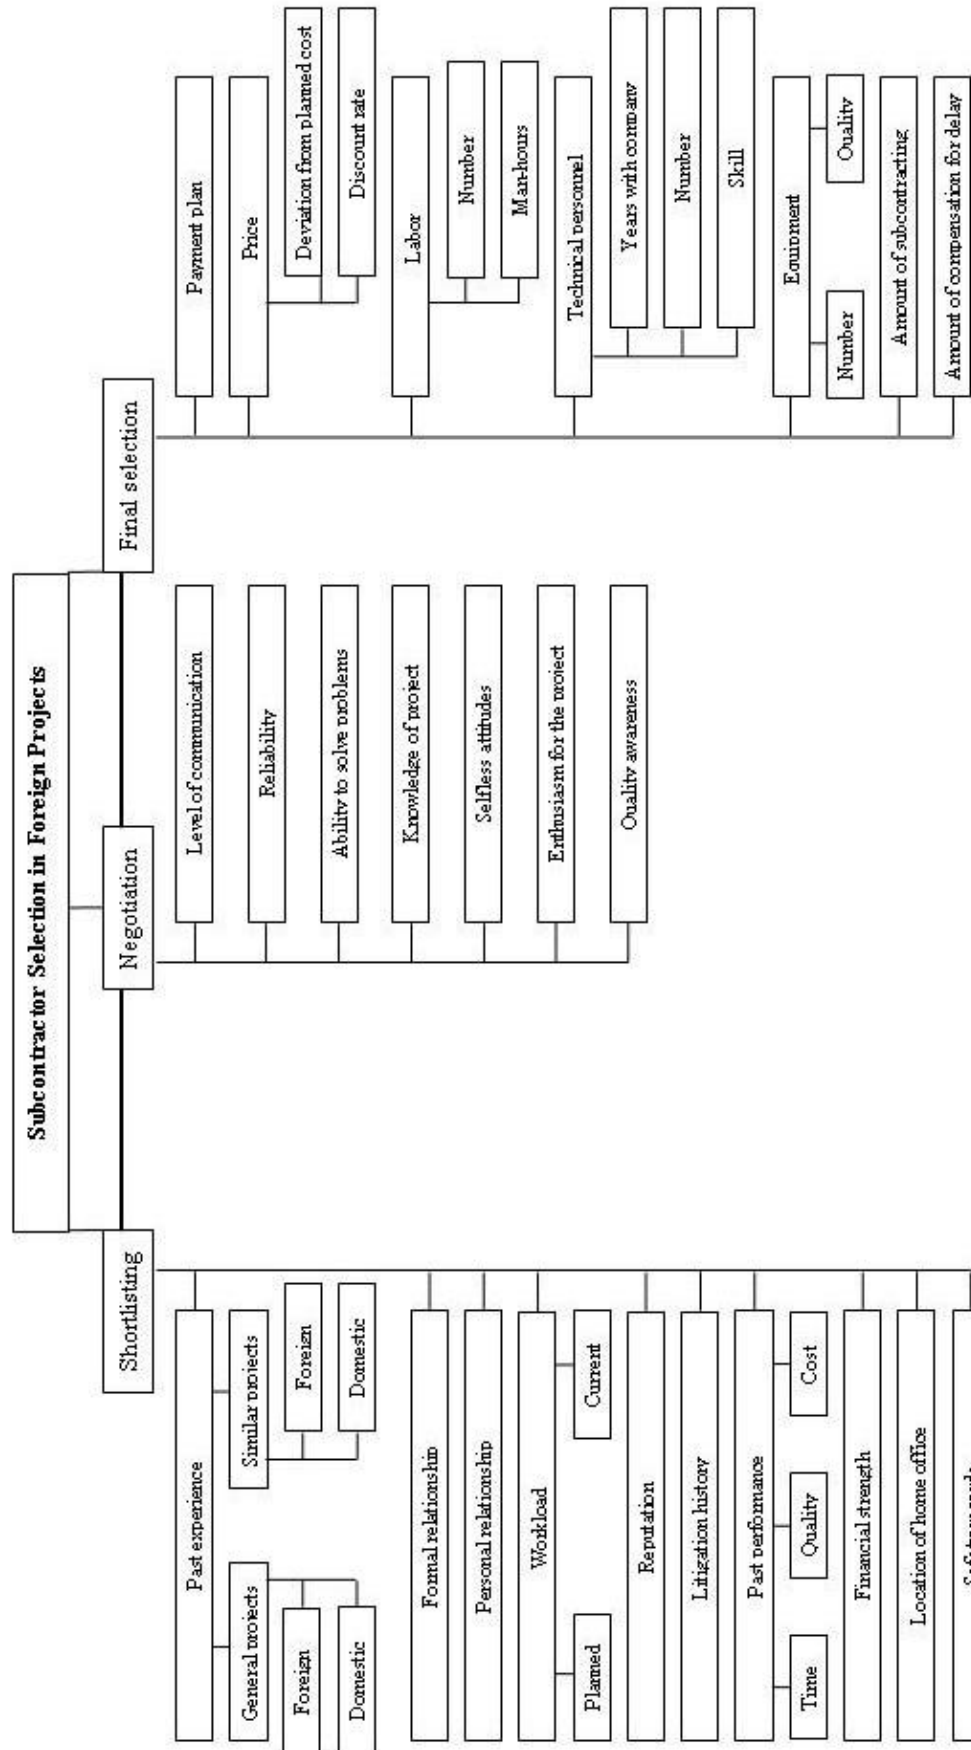 Subcontractor Selection in Foreign Projects
Shortlisting
Past experience
General projects
Foreign
Domestic
Similar projects
Foreign
Domestic
Formal relationship
Personal relationship
Workload
Planned
Current
Reputation
Litigation history
Past performance
Time
Quality
Cost
Financial strength
Location of home office
Negotiation
Level of communication
Reliability
Ability to solve problems
Knowledge of project
Selfless attitudes
Enthusiasm for the project
Quality awareness
Final selection
Payment plan
Price
Deviation from planned cost
Discount rate
Labor
Number
Man-hours
Technical personnel
Years with company
Number
Skill
Equipment
Number
Quality
Amount of subcontracting
Amount of compensation for delay